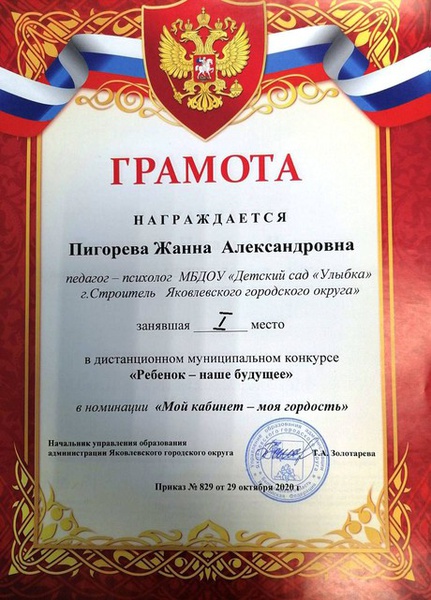 ГРАМОТА
НАГРАЖДАЕТСЯ
Пигорева Жанна Александровна
педагог – психолог МБДОУ «Детский сад «Улыбка»
г.Строитель Яковлевского городского округа»
занявшая I место
в дистанционном муниципальном конкурсе
«Ребенок – наше будущее»
в номинации «Мой кабинет – моя гордость»
Начальник управления образования
администрации Яковлевского городского округа Т.А. Золотарева
Приказ № 829 от 29 октября 2020 г